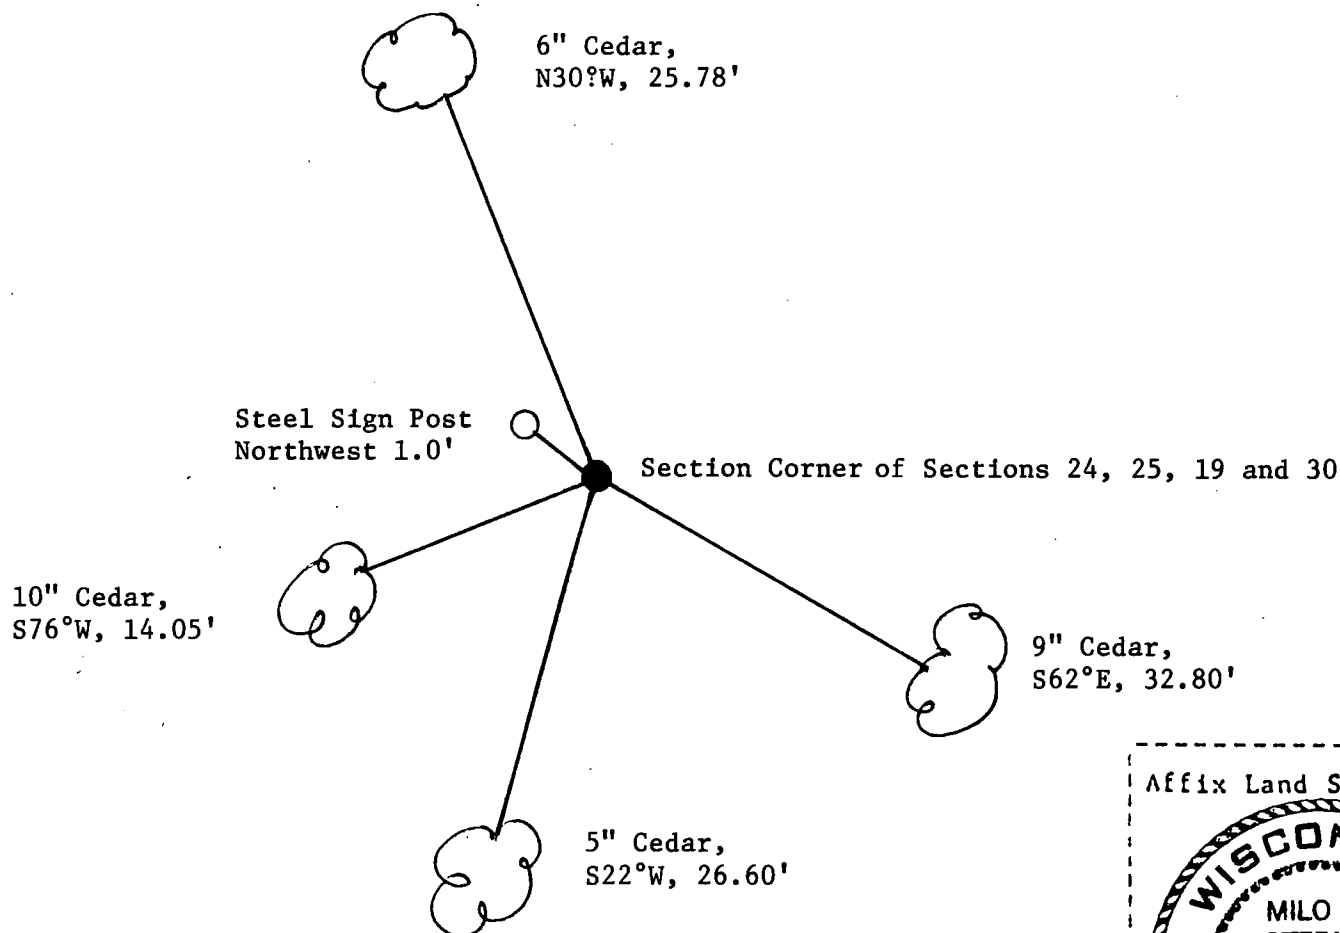 6" Cedar,
N30°W, 25.78'
Steel Sign Post
Northwest 1.0'
Section Corner of Sections 24, 25, 19 and 30
10" Cedar,
S76°W, 14.05'
9" Cedar,
S62°E, 32.80'
5" Cedar,
S22°W, 26.60'
Affix Land S
WISCON
MILO